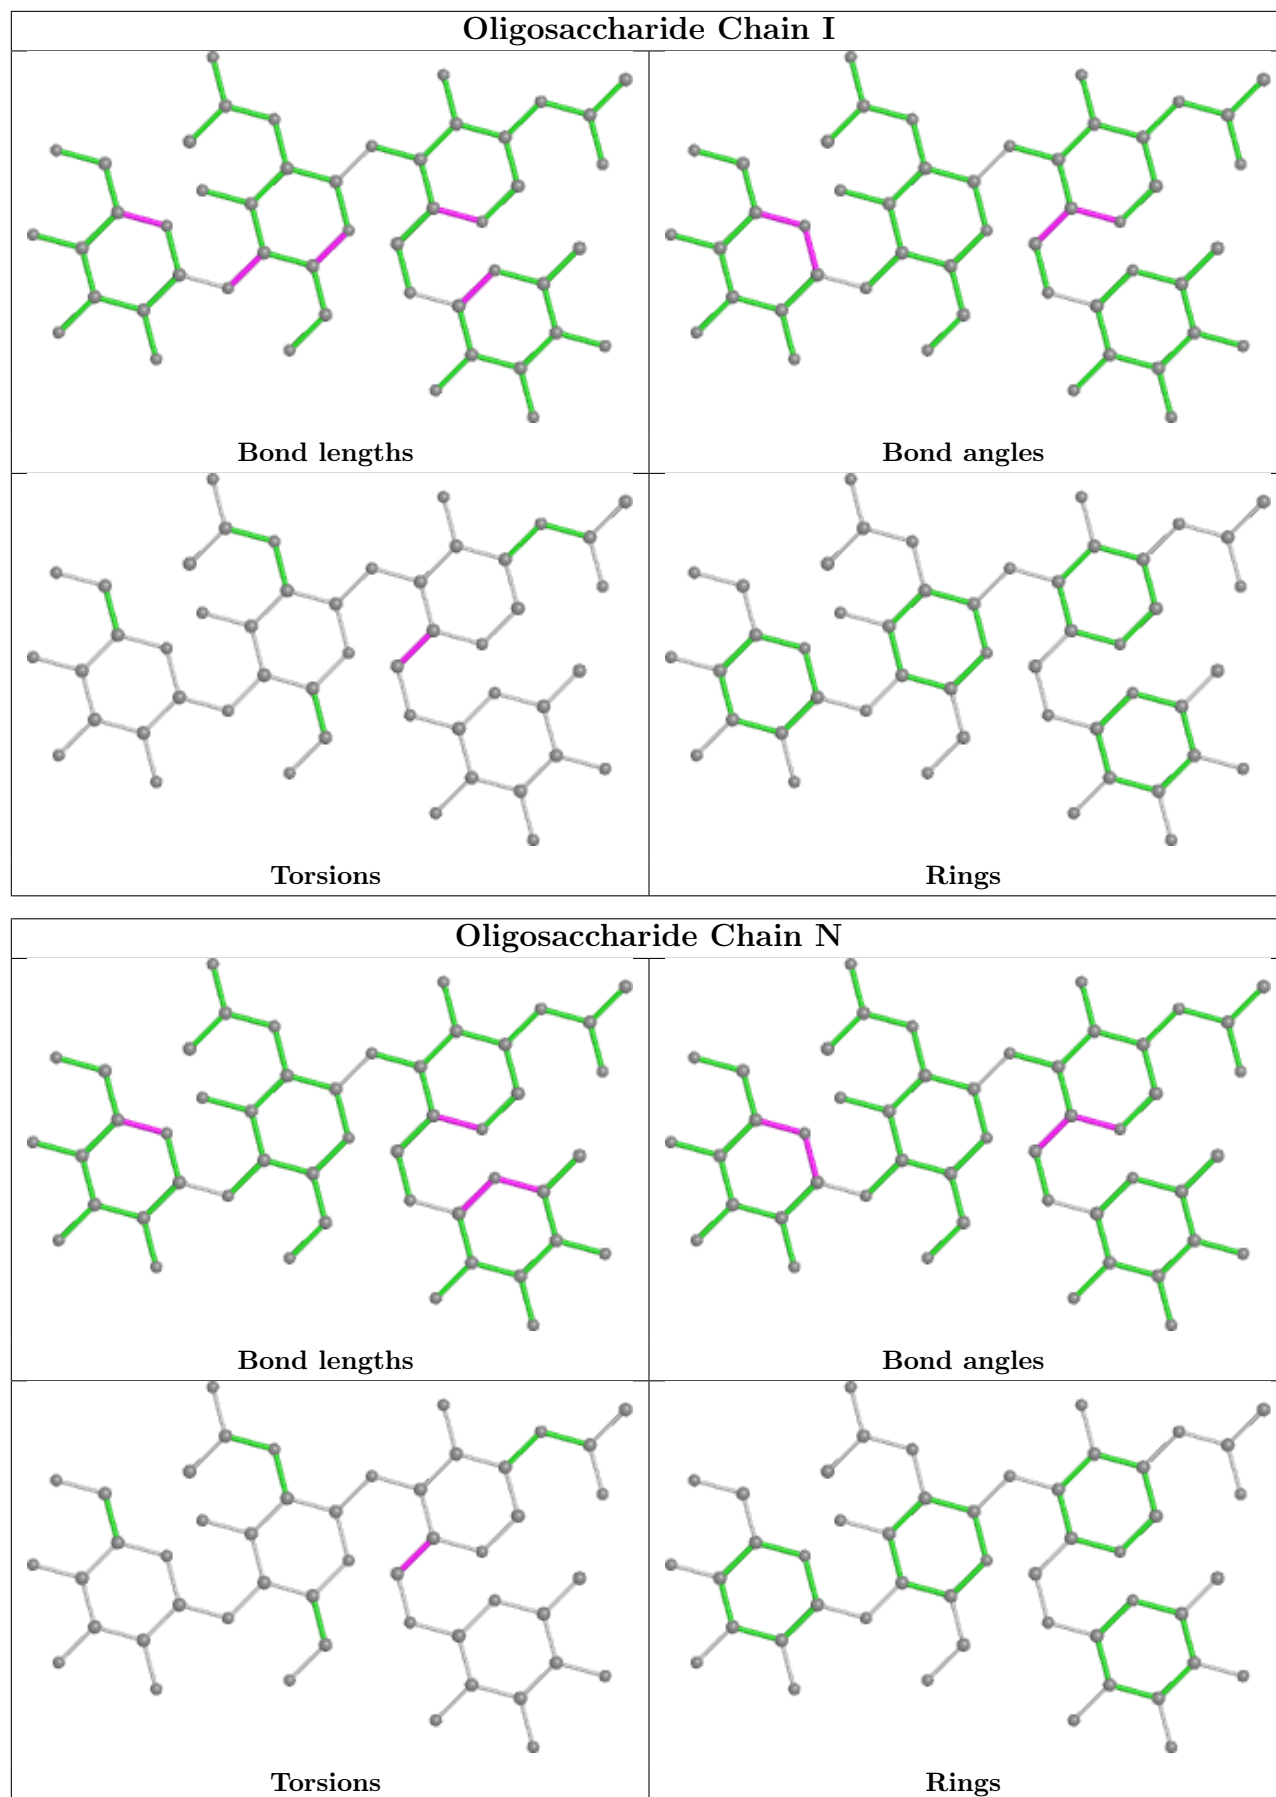 Oligosaccharide Chain I
Bond lengths
Bond angles
Torsions
Rings
Oligosaccharide Chain N
Bond lengths
Bond angles
Torsions
Rings